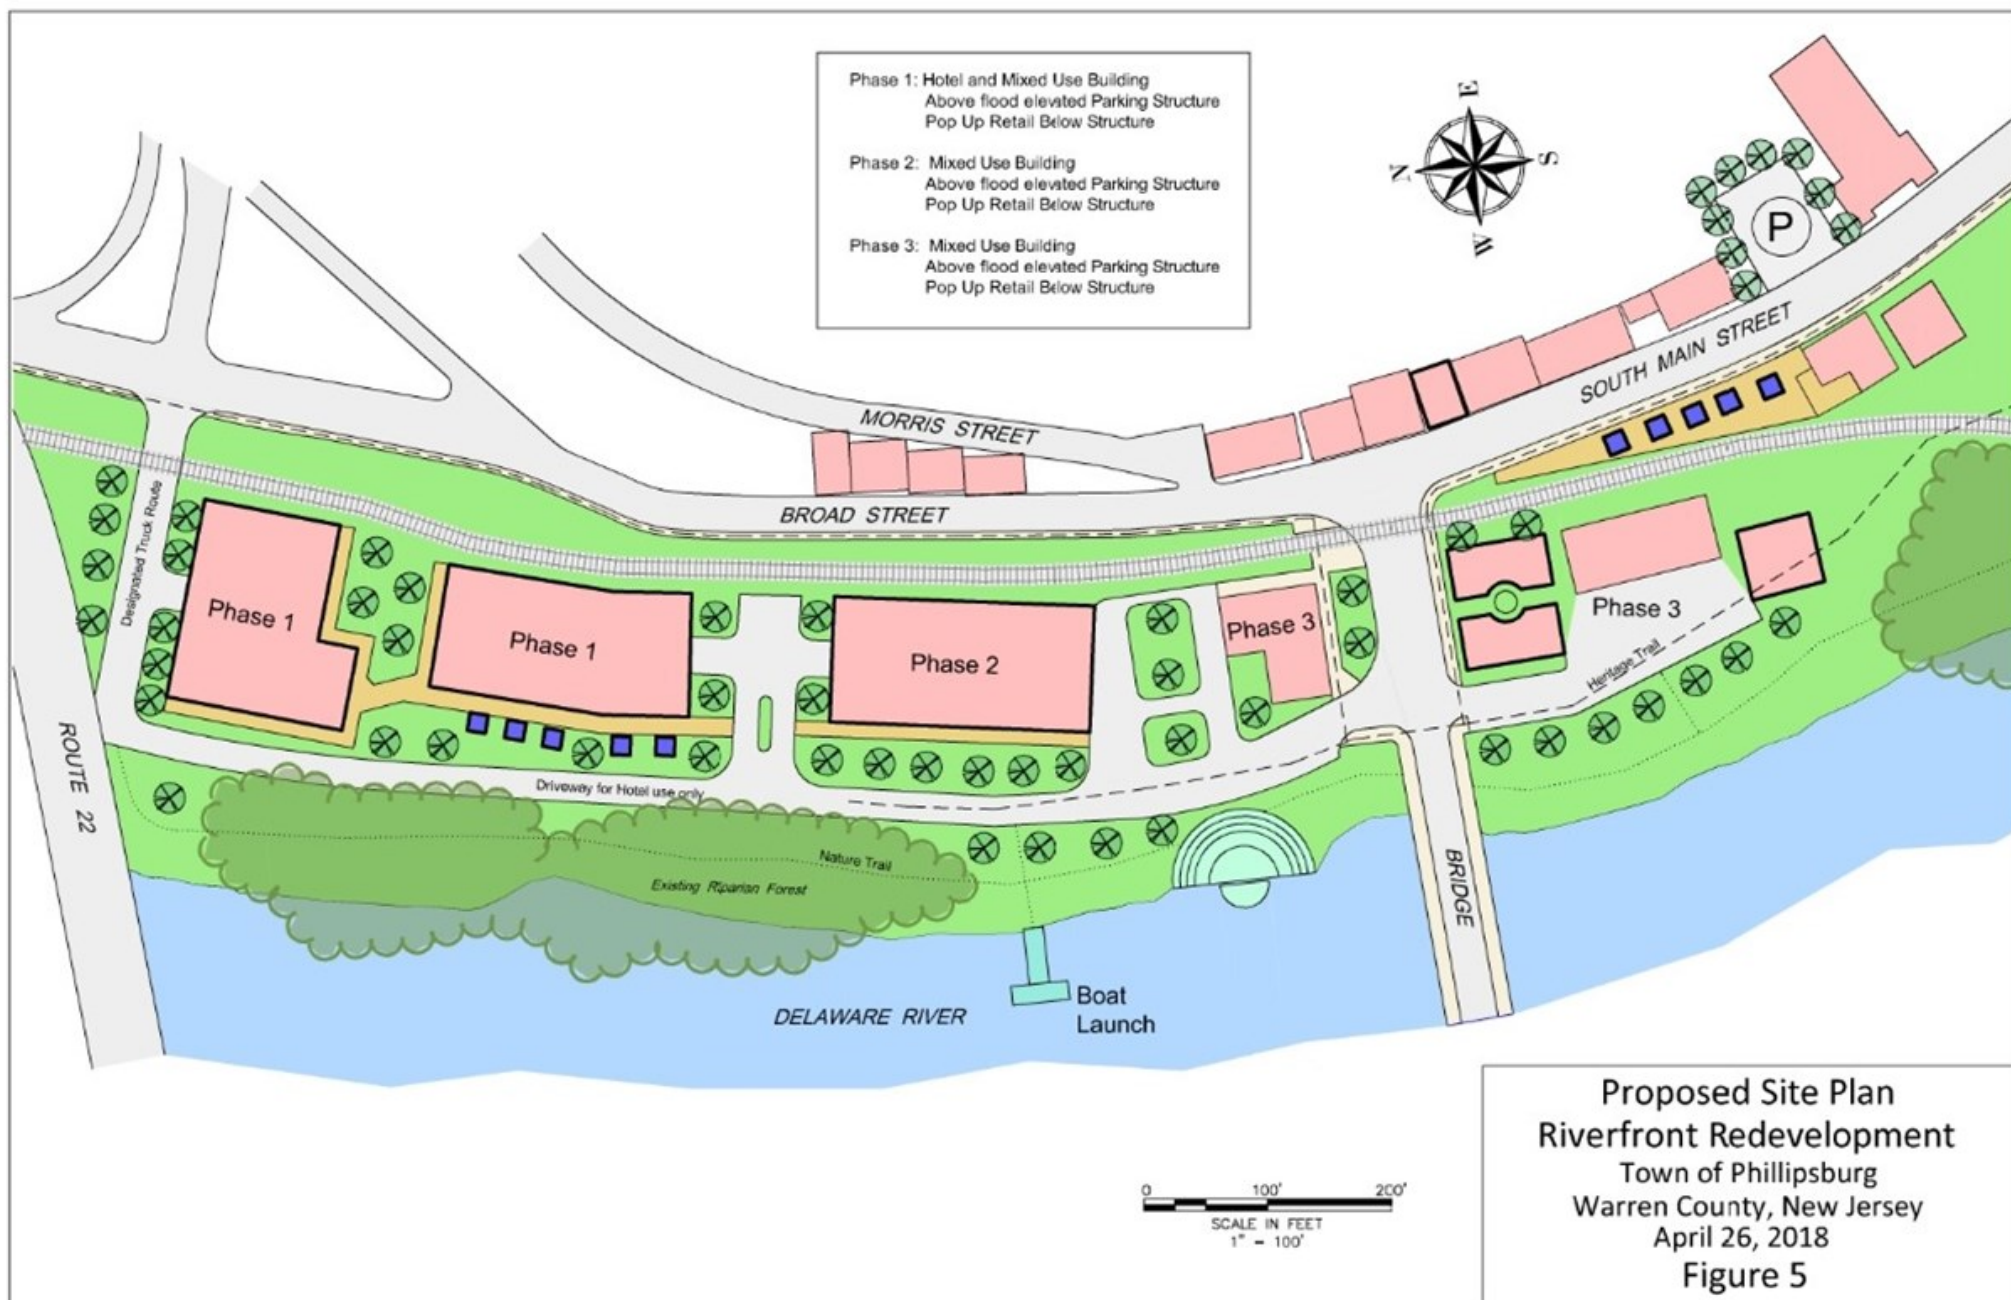 Phase 1: Hotel and Mixed Use Building
Above flood elevated Parking Structure
Pop Up Retail Below Structure
Phase 2: Mixed Use Building
Above flood elevated Parking Structure
Pop Up Retail Below Structure
Phase 3: Mixed Use Building
Above flood elevated Parking Structure
Pop Up Retail Below Structure
E
N
S
W
P
SOUTH MAIN STREET
MORRIS STREET
BROAD STREET
Designated Truck Route
Phase 1
Phase 1
Phase 2
Phase 3
Phase 3
Heritage Trail
ROUTE 22
Driveway for Hotel use only
Nature Trail
Existing Riparian Forest
BRIDGE
DELAWARE RIVER
Boat
Launch
0 100' 200'
SCALE IN FEET
1" = 100'
Proposed Site Plan
Riverfront Redevelopment
Town of Phillipsburg
Warren County, New Jersey
April 26, 2018
Figure 5